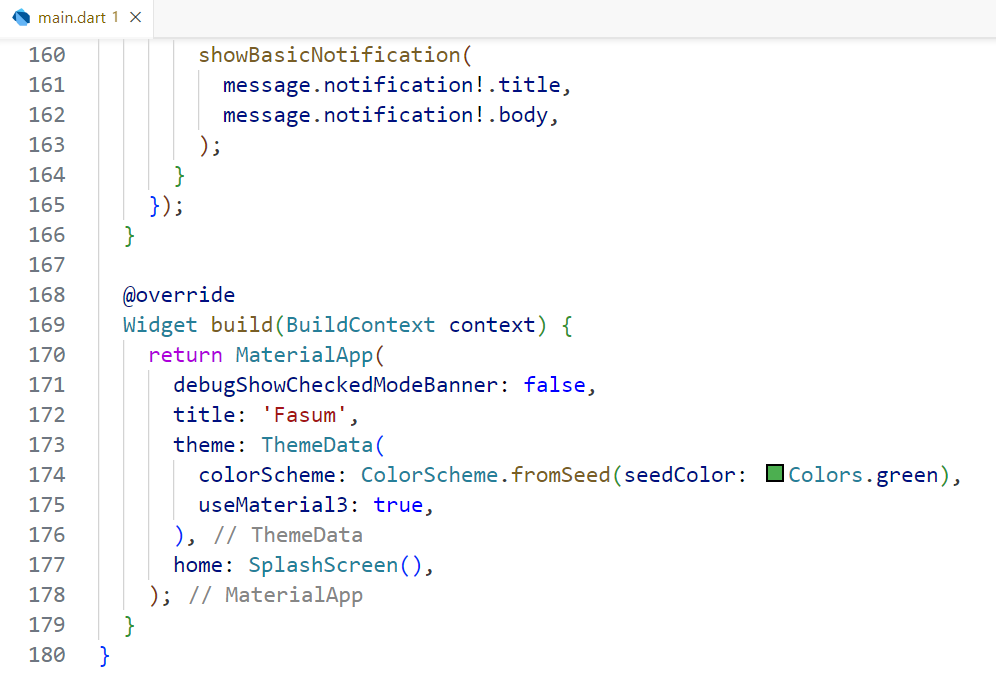 main.dart 1
160 showBasicNotification(
161 message.notification!.title,
162 message.notification!.body,
163 );
164 }
165 });
166 }
167
168 @override
169 Widget build(BuildContext context) {
170 return MaterialApp(
171 debugShowCheckedModeBanner: false,
172 title: 'Fasum',
173 theme: ThemeData(
174 colorScheme: ColorScheme.fromSeed(seedColor: Colors.green),
175 useMaterial3: true,
176 ), // ThemeData
177 home: SplashScreen(),
178 ); // MaterialApp
179 }
180 }